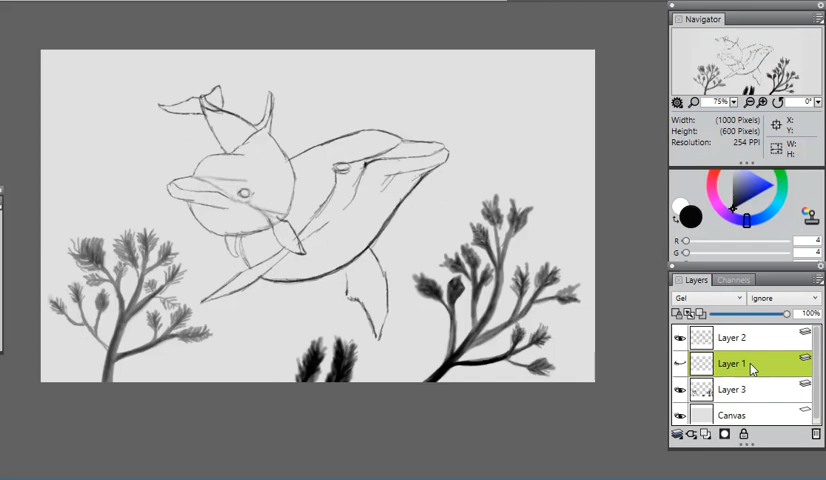 Navigator
75%
0°
Width: (1000 Pixels)
Height: (600 Pixels)
Resolution: 254 PPI
X:
Y:
W:
H:
R 4
G 4
Layers Channels
Gel Ignore
100%
Layer 2
Layer 1
Layer 3
Canvas